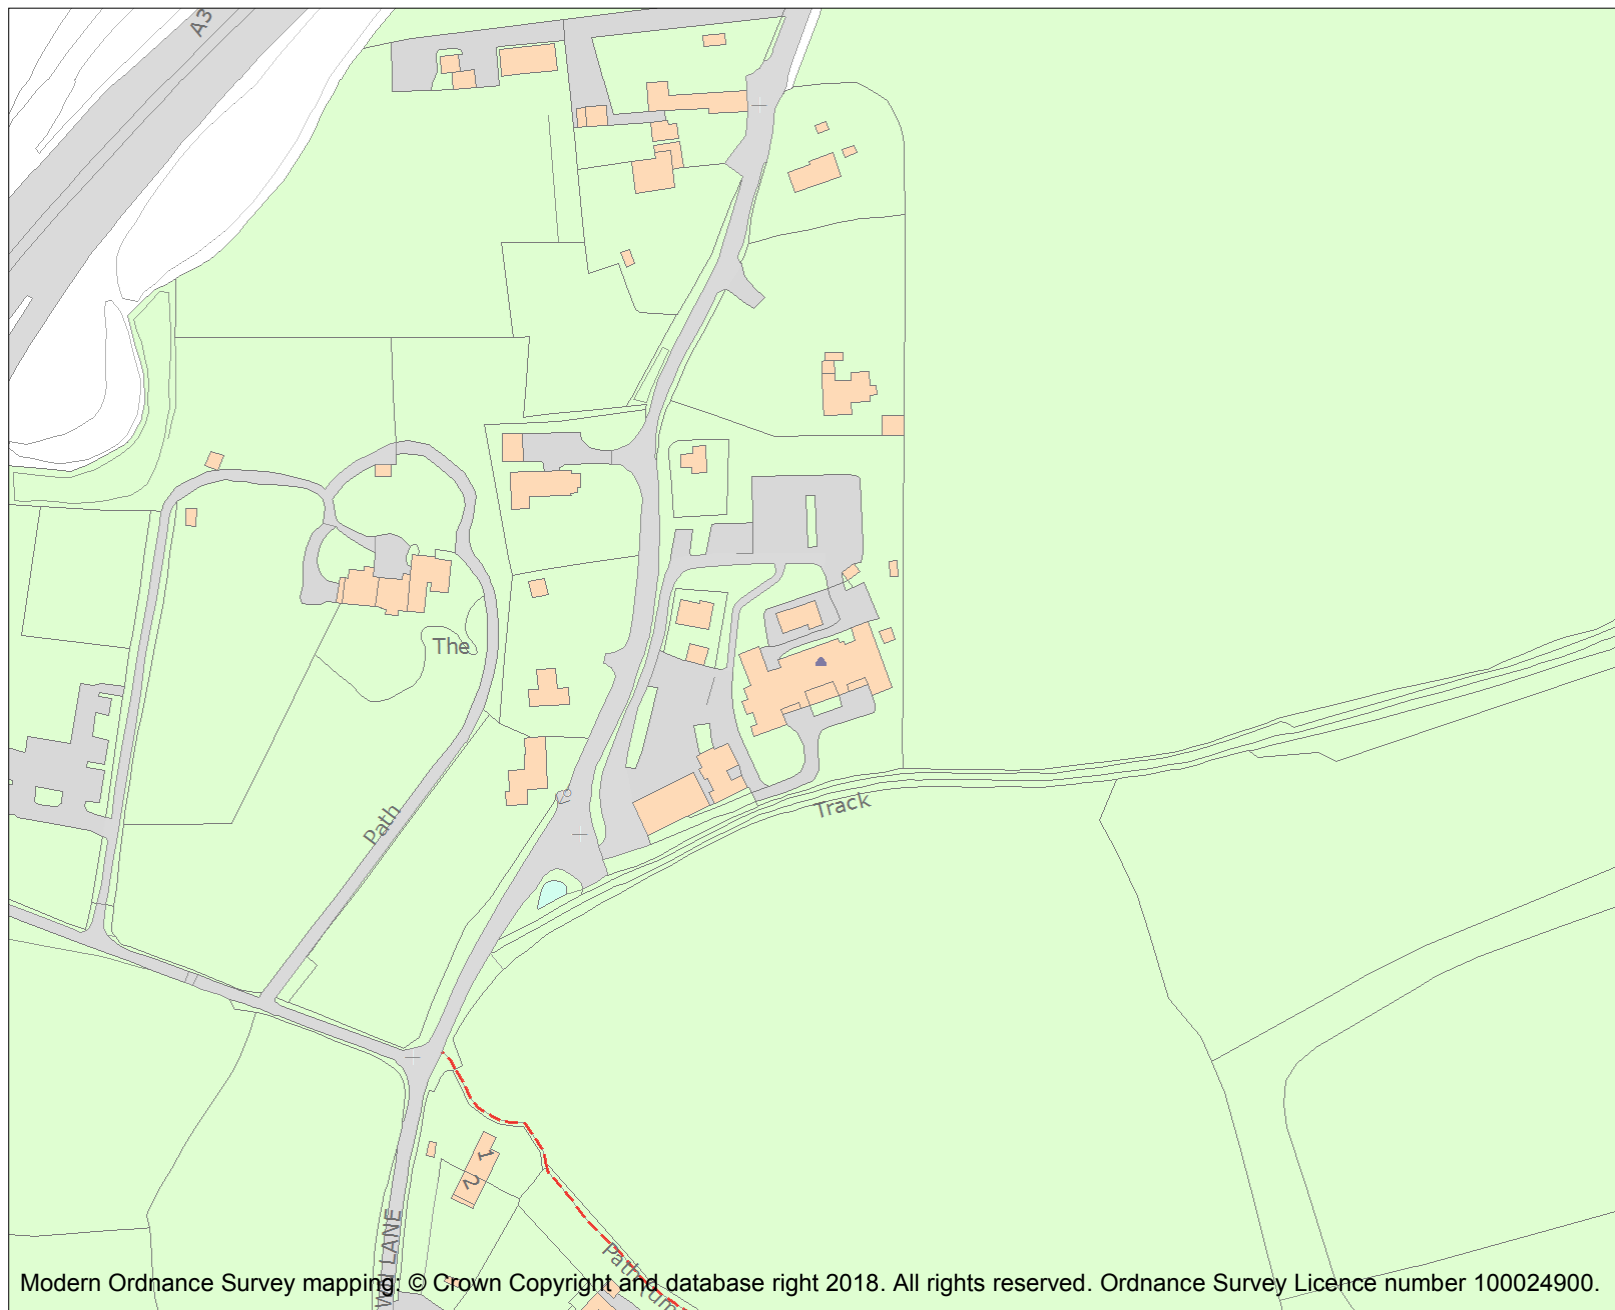 A3
The
Path
Track
1
2
LANE
Path
Modern Ordnance Survey mapping: © Crown Copyright and database right 2018. All rights reserved. Ordnance Survey Licence number 100024900.